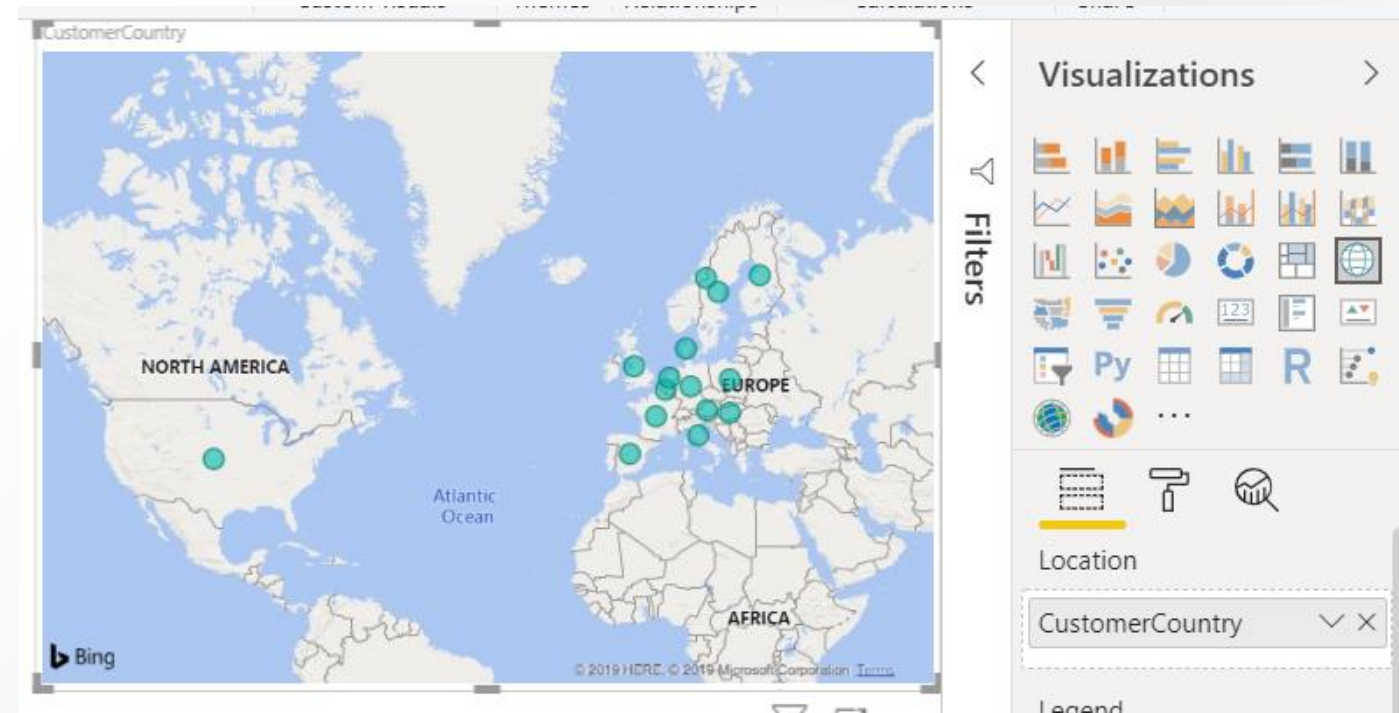 CustomerCountry
NORTH AMERICA
EUROPE
Atlantic
Ocean
AFRICA
Bing
© 2019 HERE, © 2019 Microsoft Corporation Terms
Filters
Visualizations
123
Py
R
...
Location
CustomerCountry
Legend